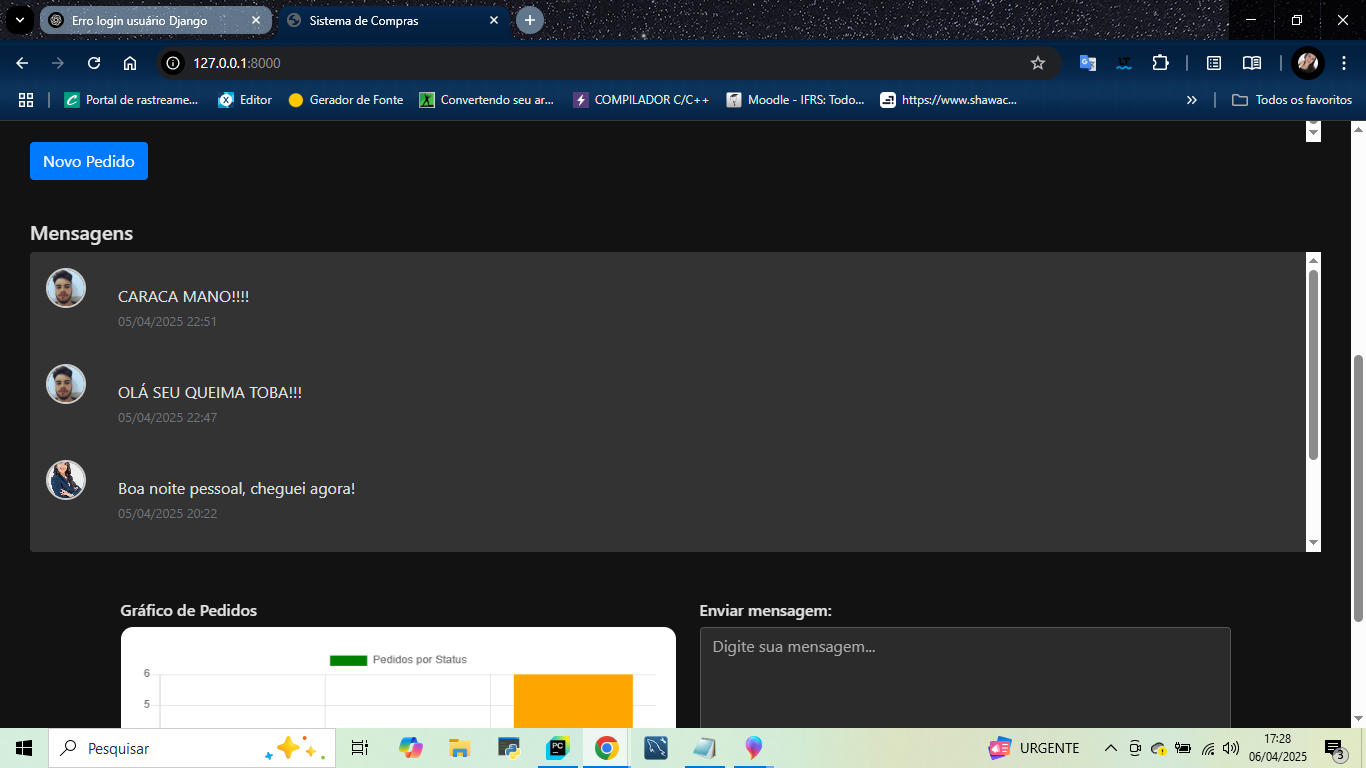 Erro login usuário Django
Sistema de Compras
127.0.0.1:8000
Portal de rastreame...
Editor
Gerador de Fonte
Convertendo seu ar...
COMPILADOR C/C++
Moodle - IFRS: Todo...
https://www.shawac...
Todos os favoritos
Novo Pedido
Mensagens
CARACA MANO!!!!
05/04/2025 22:51
OLÁ SEU QUEIMA TOBA!!!
05/04/2025 22:47
Boa noite pessoal, cheguei agora!
05/04/2025 20:22
Gráfico de Pedidos
Enviar mensagem:
Pedidos por Status
6
5
Digite sua mensagem...
Pesquisar
PC
URGENTE
17:28
06/04/2025
3